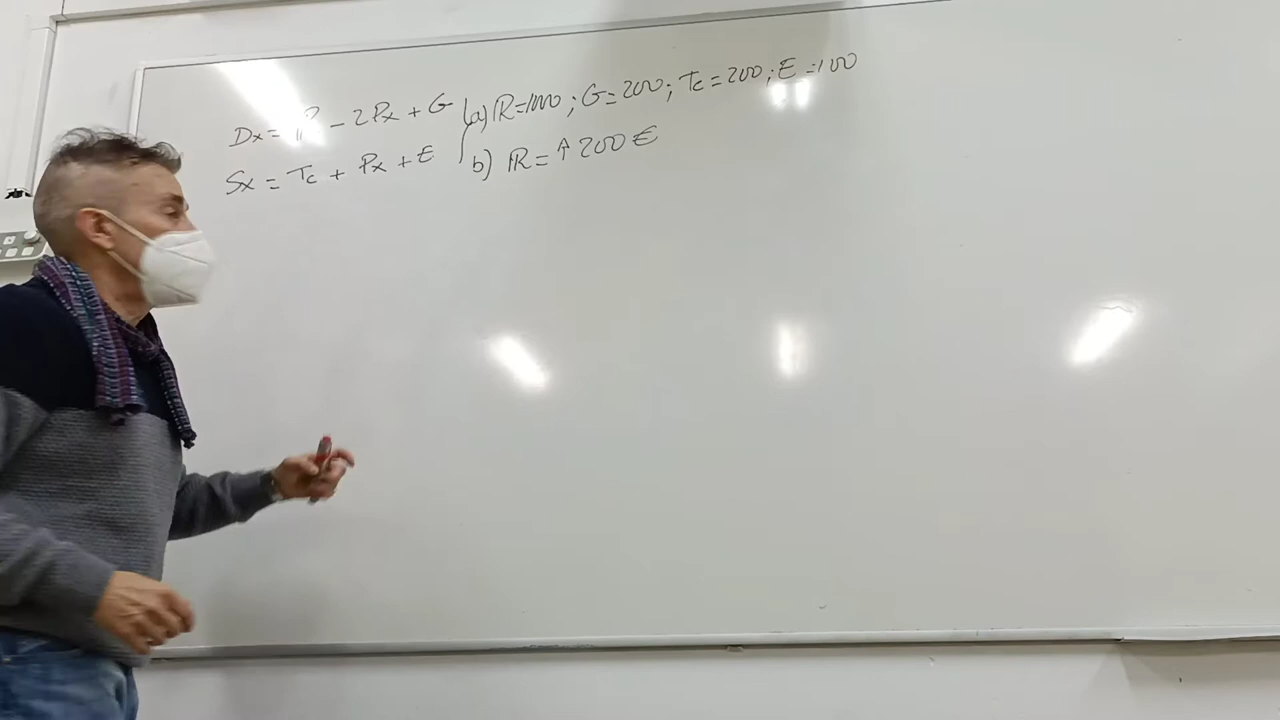 Dx = R - 2Px + G (a) R=1000; G=200; Tc=200; E=100
Sx = Tc + Px + E b) R= ↑ 200 €